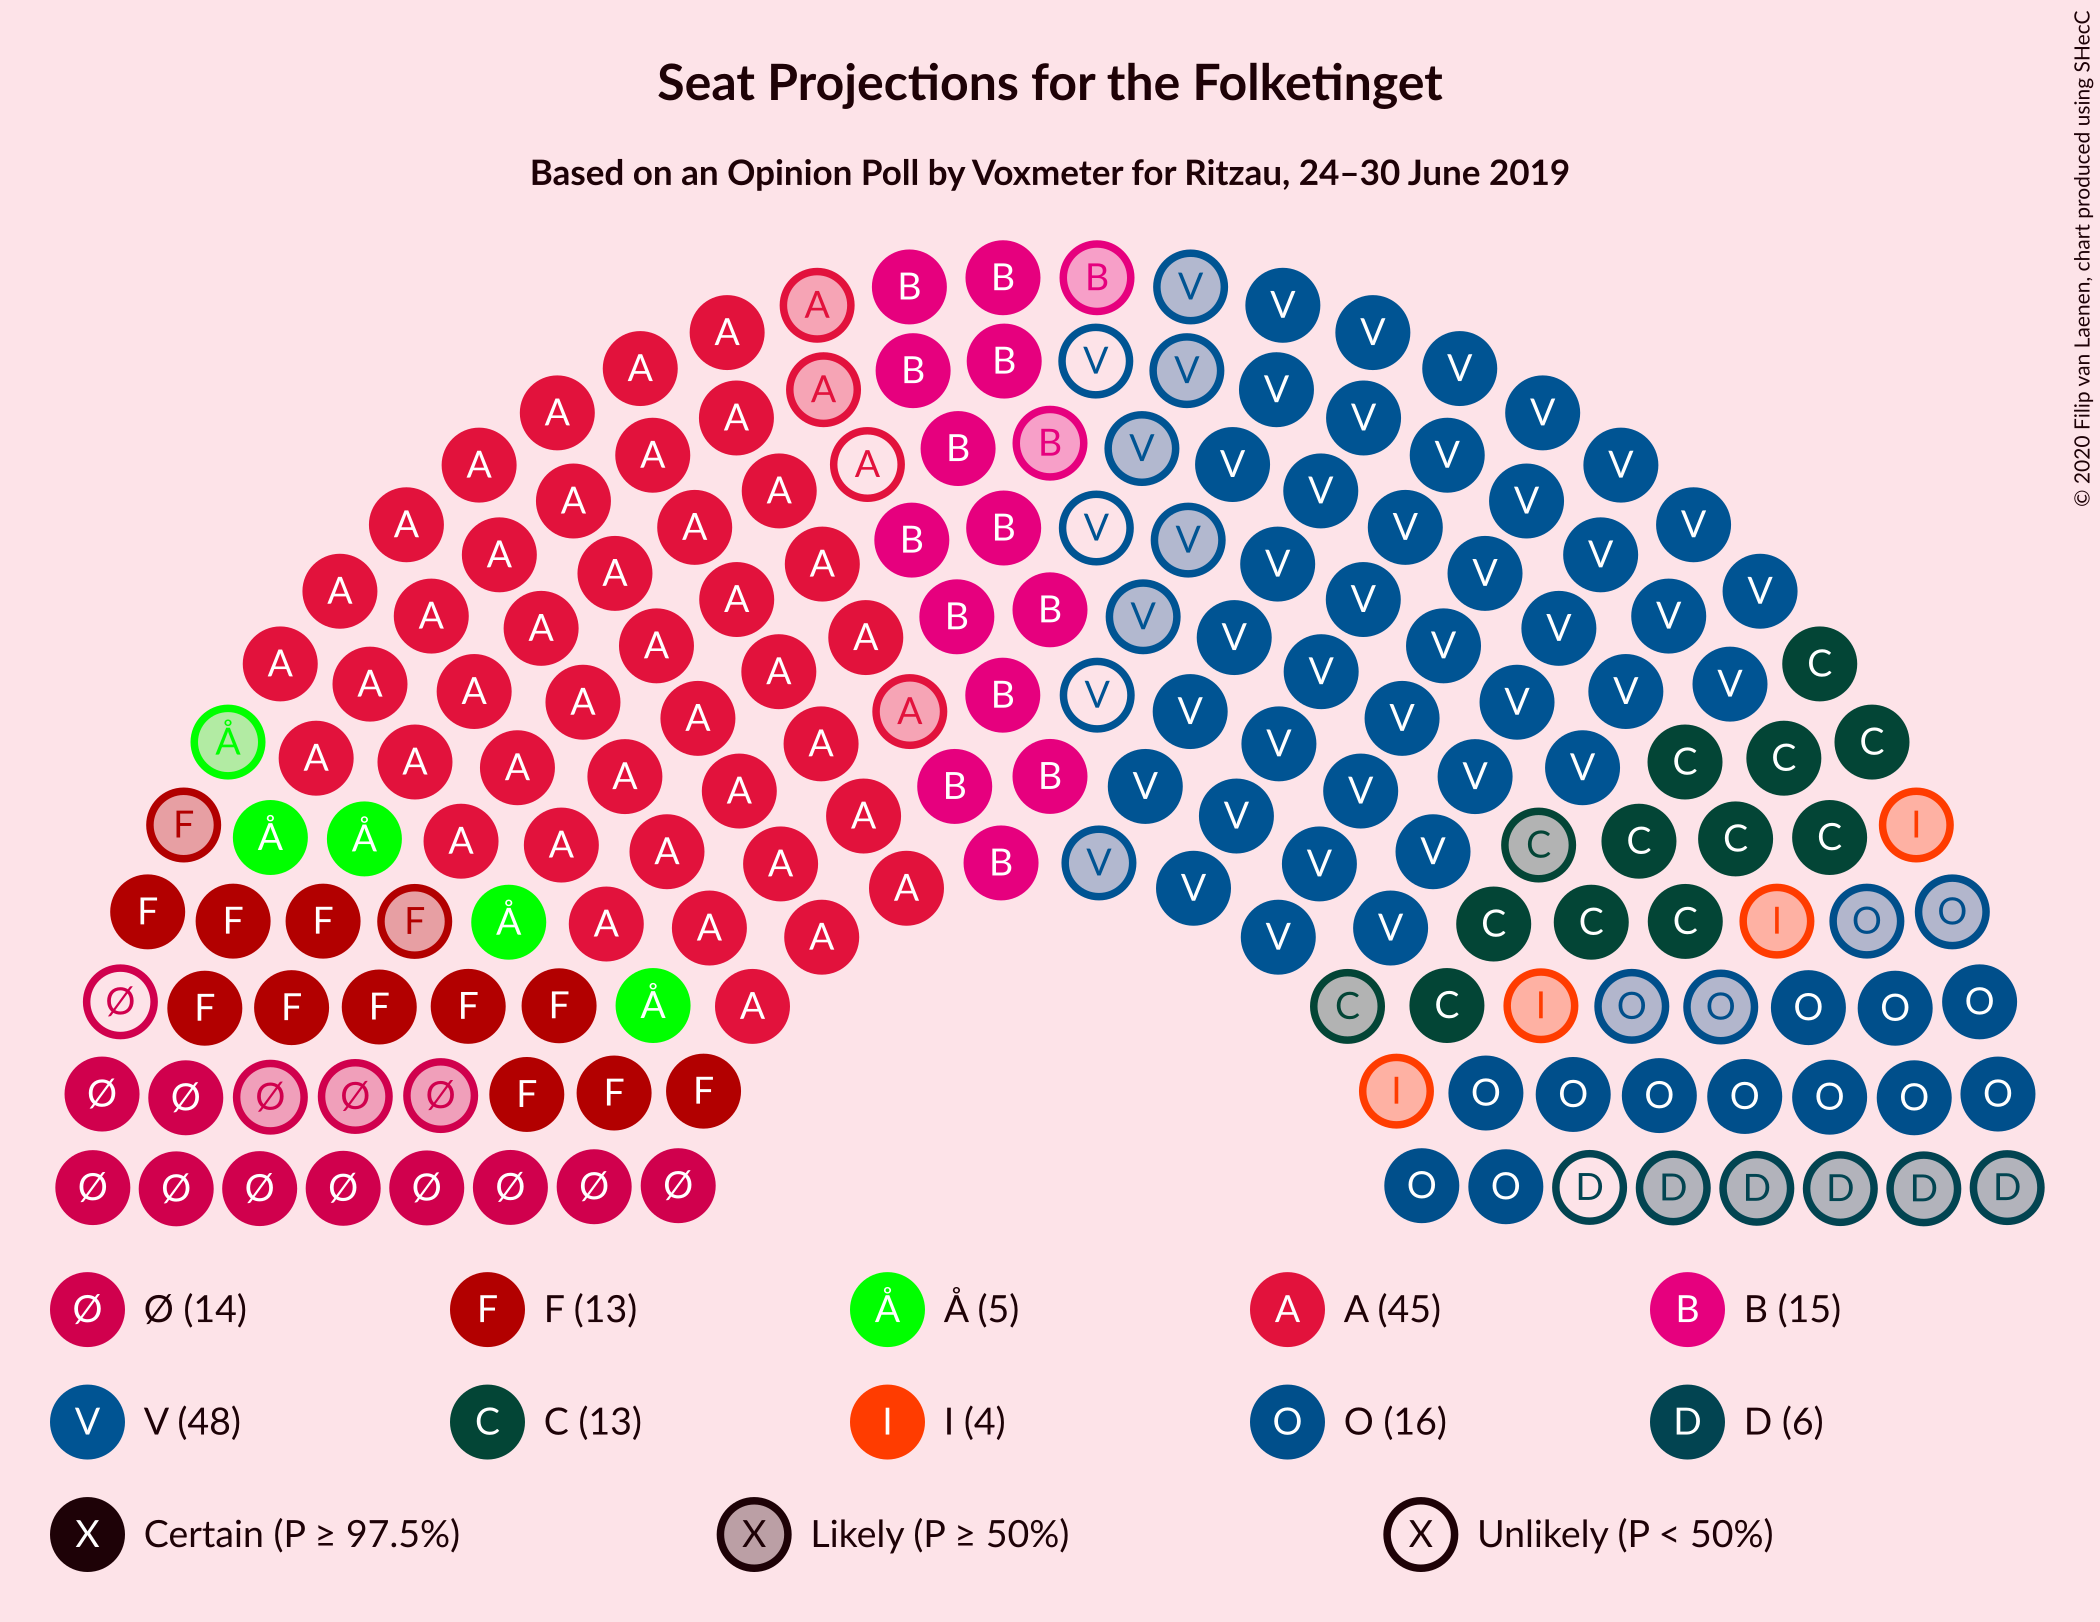 Seat Projections for the Folketinget
Based on an Opinion Poll by Voxmeter for Ritzau, 24–30 June 2019
© 2020 Filip van Laenen, chart produced using SHecC
A B B B V V
A A B B V V V V
A A V V
A A A B B V V V V
A A A V V V
A A A A B B V V V V V V
A A A A A A A B B V V V V V V V V
A A A A A A A B V V V V V V V C
Å A A A A A A B B V V V V V C C C
F Å Å A A A A A A B V V V V V C C C C I
F F F F Å A A A V V C C C I O O
Ø F F F F F Å A C C I O O O O O
Ø Ø Ø Ø Ø F F F I O O O O O O O
Ø Ø Ø Ø Ø Ø Ø Ø O O D D D D D D
Ø Ø (14) F F (13) Å Å (5) A A (45) B B (15)
V V (48) C C (13) I I (4) O O (16) D D (6)
X Certain (P ≥ 97.5%) X Likely (P ≥ 50%) X Unlikely (P < 50%)